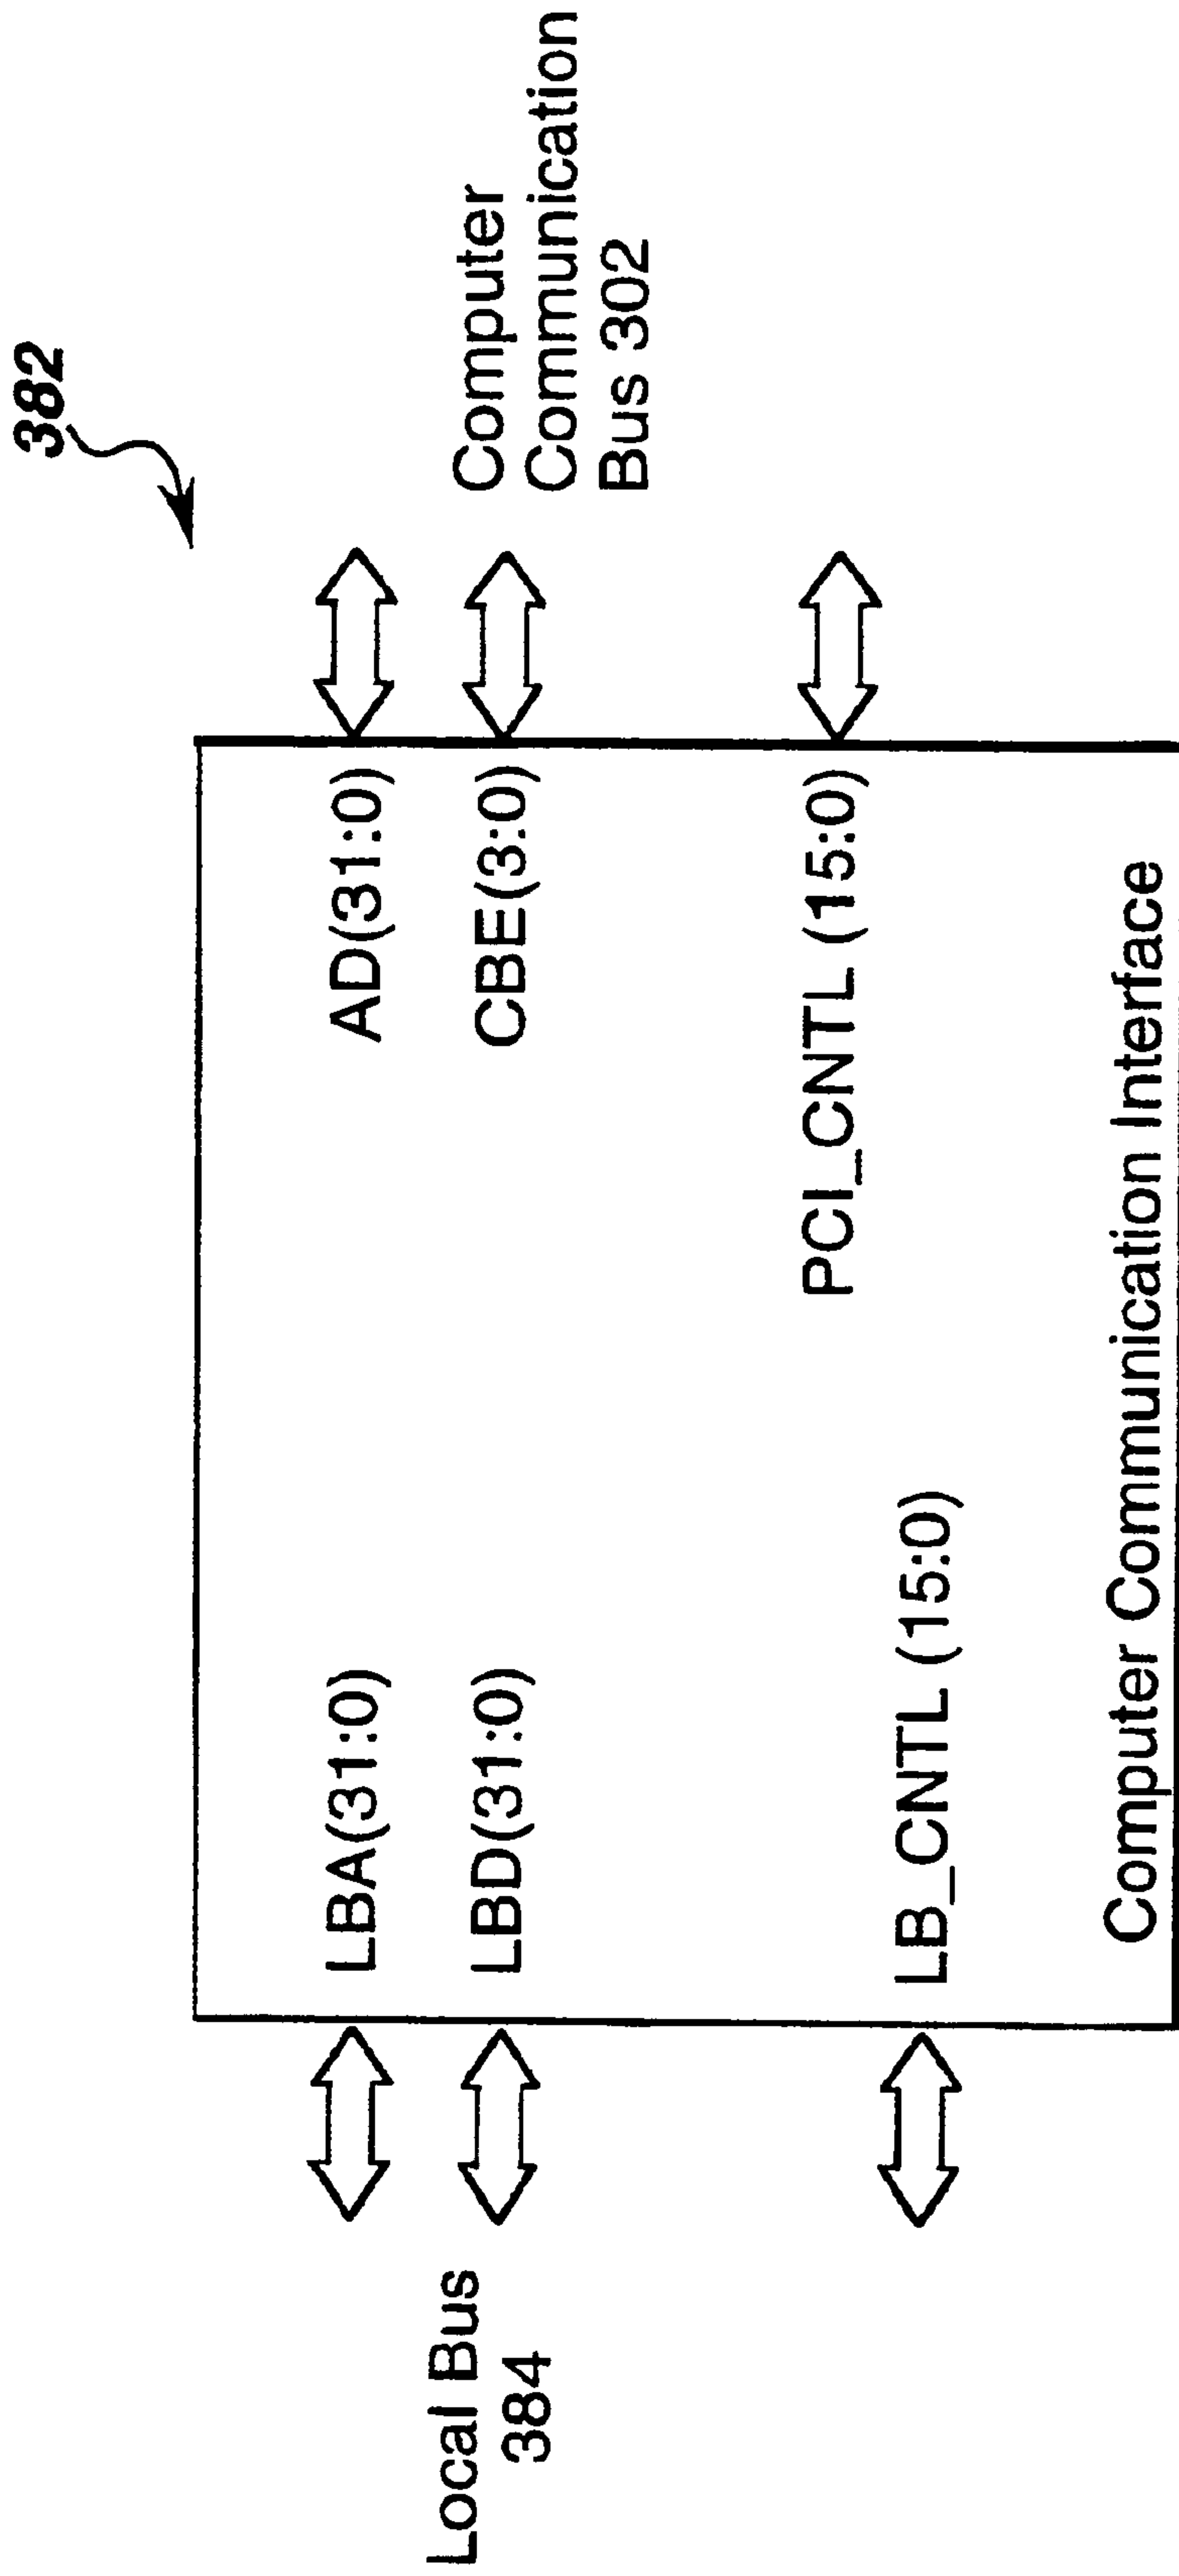 382
Local Bus
384
LBA(31:0)
LBD(31:0)
LB_CNTL (15:0)
AD(31:0)
CBE(3:0)
PCI_CNTL (15:0)
Computer Communication Interface
Computer
Communication
Bus 302